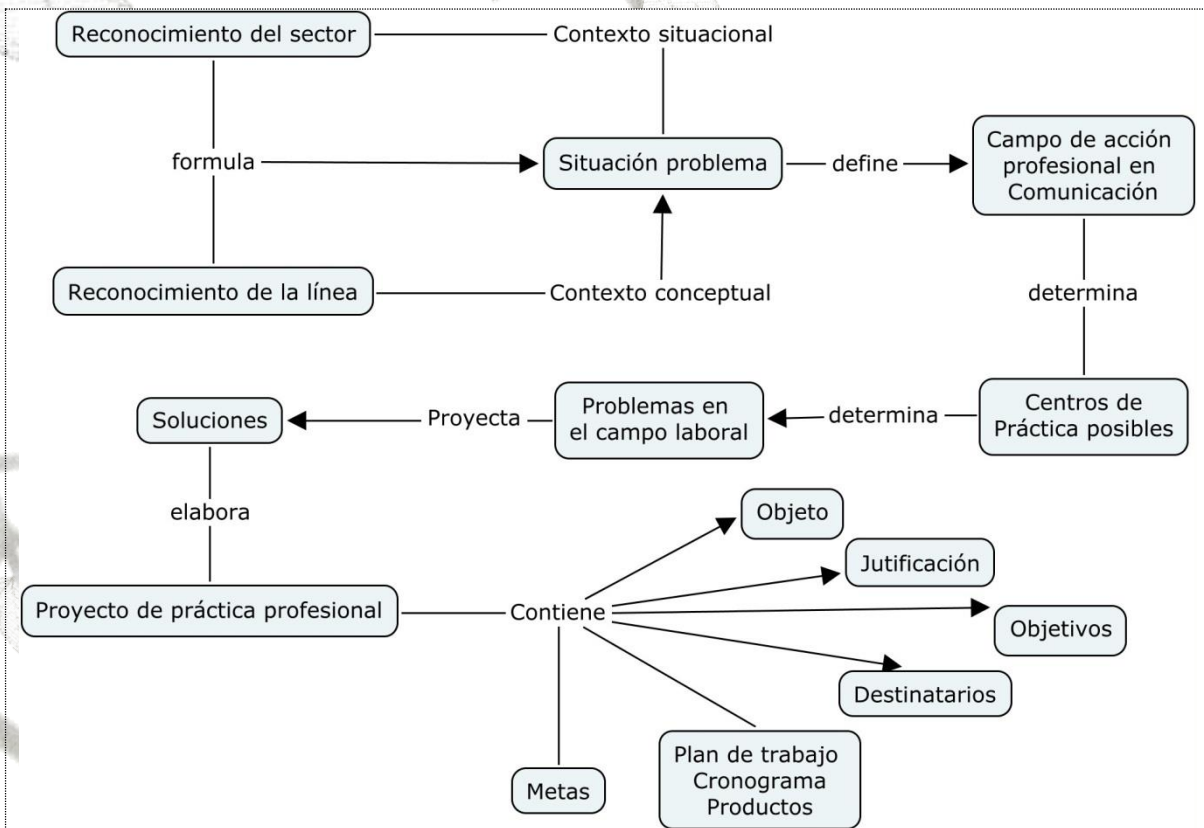 Reconocimiento del sector
Contexto situacional
formula
Situación problema
define
Campo de acción
profesional en
Comunicación
Reconocimiento de la línea
Contexto conceptual
determina
Soluciones
Proyecta
Problemas en
el campo laboral
determina
Centros de
Práctica posibles
elabora
Objeto
Jutificación
Proyecto de práctica profesional
Contiene
Objetivos
Destinatarios
Metas
Plan de trabajo
Cronograma
Productos